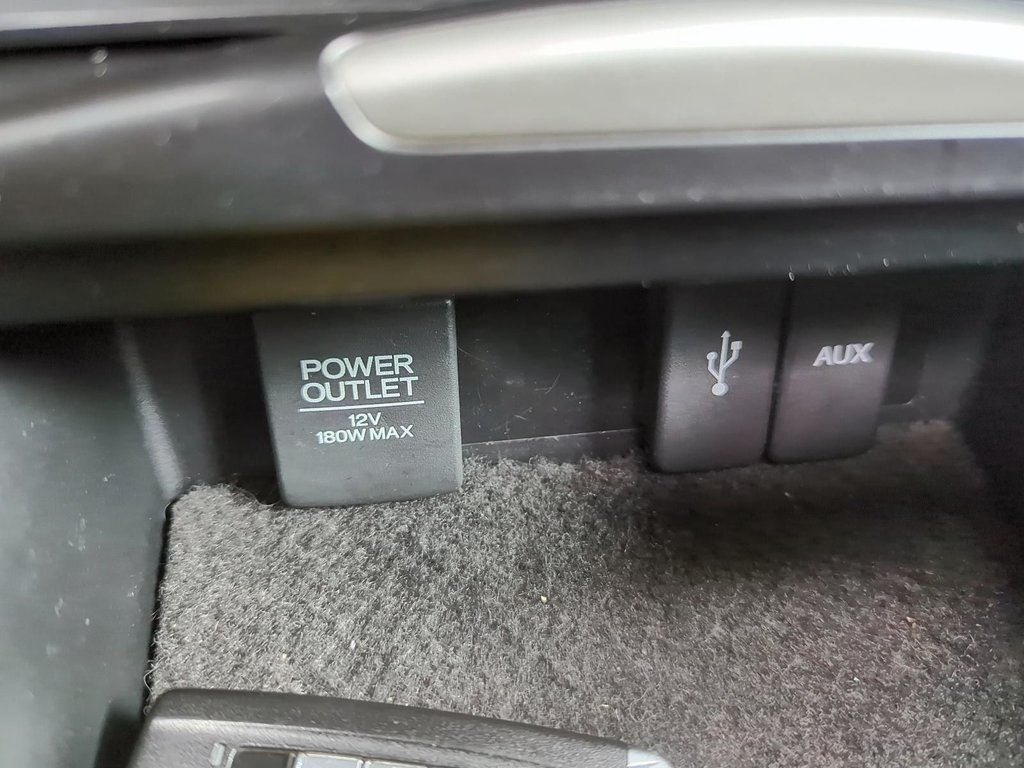 POWER
OUTLET
12V
180W MAX
AUX